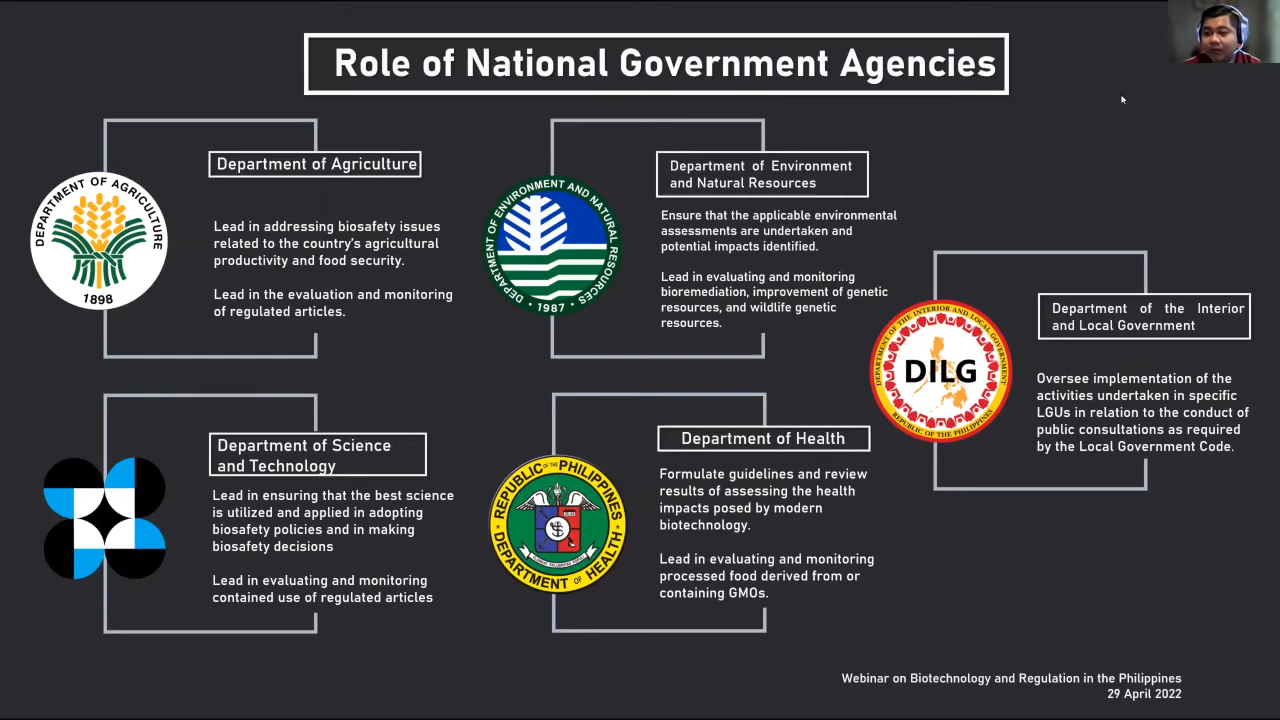 Role of National Government Agencies
DEPARTMENT OF AGRICULTURE
1898
Department of Agriculture
Lead in addressing biosafety issues
related to the country's agricultural
productivity and food security.
Lead in the evaluation and monitoring
of regulated articles.
DEPARTMENT OF ENVIRONMENT AND NATURAL RESOURCES
• 1987 •
Department of Environment
and Natural Resources
Ensure that the applicable environmental
assessments are undertaken and
potential impacts identified.
Lead in evaluating and monitoring
bioremediation, improvement of genetic
resources, and wildlife genetic
resources.
DEPARTMENT OF THE INTERIOR AND LOCAL GOVERNMENT
DILG
REPUBLIC OF THE PHILIPPINES
Department of the Interior
and Local Government
Oversee implementation of the
activities undertaken in specific
LGUs in relation to the conduct of
public consultations as required
by the Local Government Code.
Department of Science
and Technology
Lead in ensuring that the best science
is utilized and applied in adopting
biosafety policies and in making
biosafety decisions
Lead in evaluating and monitoring
contained use of regulated articles
REPUBLIC OF THE PHILIPPINES
DEPARTMENT OF HEALTH
Department of Health
Formulate guidelines and review
results of assessing the health
impacts posed by modern
biotechnology.
Lead in evaluating and monitoring
processed food derived from or
containing GMOs.
Webinar on Biotechnology and Regulation in the Philippines
29 April 2022